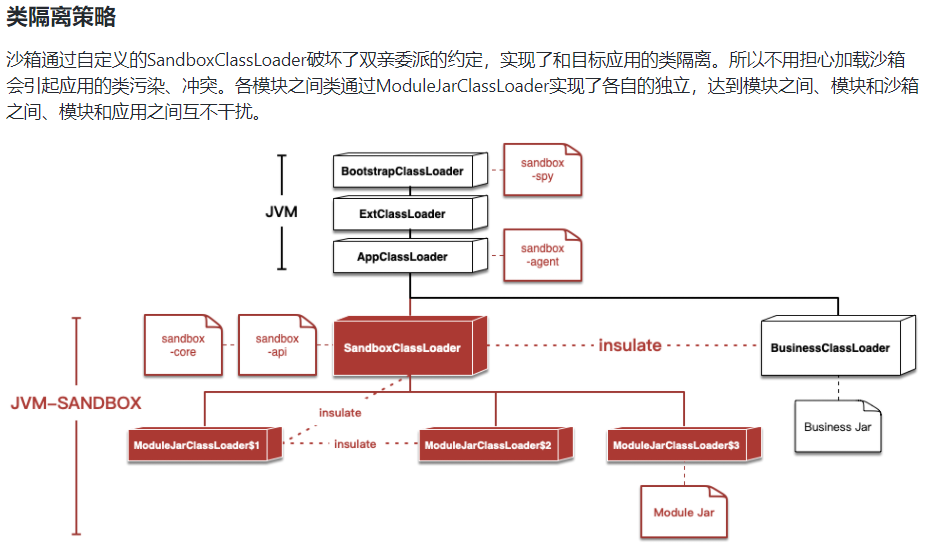 类隔离策略
沙箱通过自定义的SandboxClassLoader破坏了双亲委派的约定，实现了和目标应用的类隔离。所以不用担心加载沙箱
会引起应用的类污染、冲突。各模块之间类通过ModuleJarClassLoader实现了各自的独立，达到模块之间、模块和沙箱
之间、模块和应用之间互不干扰。
BootstrapClassLoader
sandbox
-spy
JVM
ExtClassLoader
AppClassLoader
sandbox
-agent
sandbox
-core
sandbox
-api
SandboxClassLoader
insulate
BusinessClassLoader
JVM-SANDBOX
insulate
Business Jar
ModuleJarClassLoader$1
insulate
ModuleJarClassLoader$2
ModuleJarClassLoader$3
Module Jar